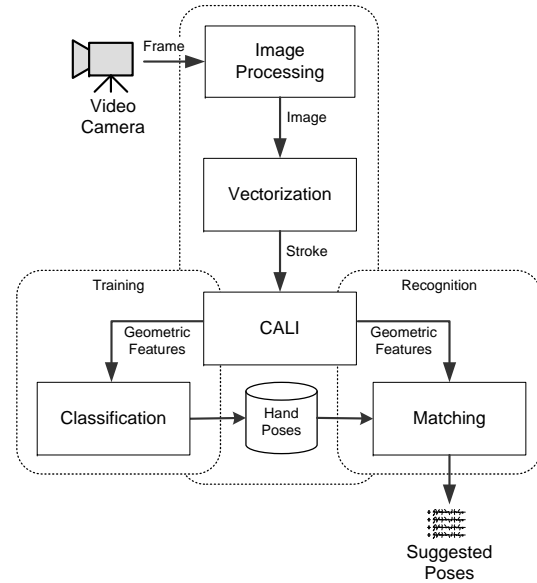 Frame
Image
Processing
Video
Camera
Image
Vectorization
Stroke
Training
Recognition
CALI
Geometric
Features
Geometric
Features
Classification
Hand
Poses
Matching
Suggested
Poses